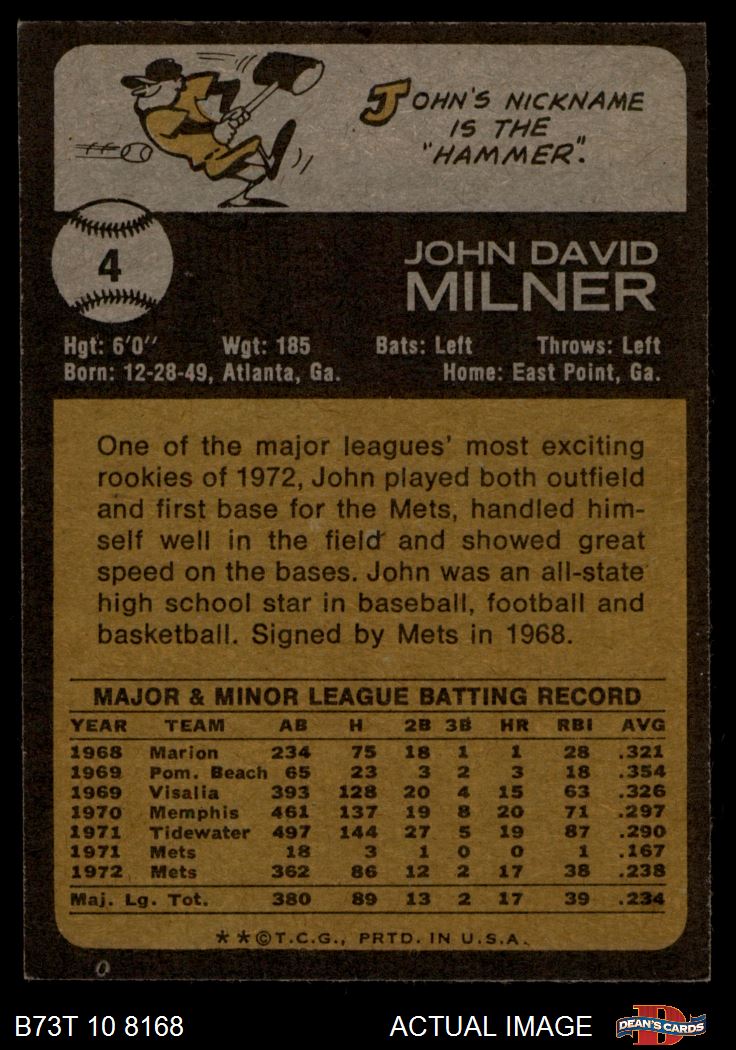 JOHN'S NICKNAME
IS THE
"HAMMER".
4
JOHN DAVID
MILNER
Hgt: 6'0" Wgt: 185 Bats: Left Throws: Left
Born: 12-28-49, Atlanta, Ga. Home: East Point, Ga.
One of the major leagues' most exciting
rookies of 1972, John played both outfield
and first base for the Mets, handled him-
self well in the field and showed great
speed on the bases. John was an all-state
high school star in baseball, football and
basketball. Signed by Mets in 1968.
MAJOR & MINOR LEAGUE BATTING RECORD
YEAR TEAM AB H 2B 3B HR RBI AVG
1968 Marion 234 75 18 1 1 28 .321
1969 Pom. Beach 65 23 3 2 3 18 .354
1969 Visalia 393 128 20 4 15 63 .326
1970 Memphis 461 137 19 8 20 71 .297
1971 Tidewater 497 144 27 5 19 87 .290
1971 Mets 18 3 1 0 0 1 .167
1972 Mets 362 86 12 2 17 38 .238
Maj. Lg. Tot. 380 89 13 2 17 39 .234
**©T.C.G., PRTD. IN U.S.A.
0
B73T 10 8168 ACTUAL IMAGE D DEAN'S CARDS